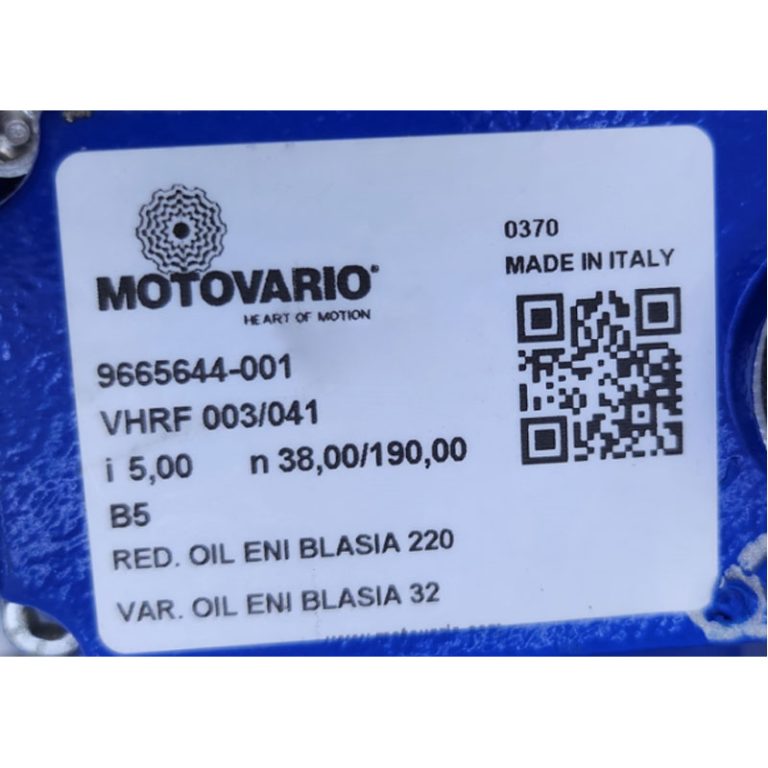 MOTOVARIO®
HEART OF MOTION
0370
MADE IN ITALY
9665644-001
VHRF 003/041
i 5,00 n 38,00/190,00
B5
RED. OIL ENI BLASIA 220
VAR. OIL ENI BLASIA 32